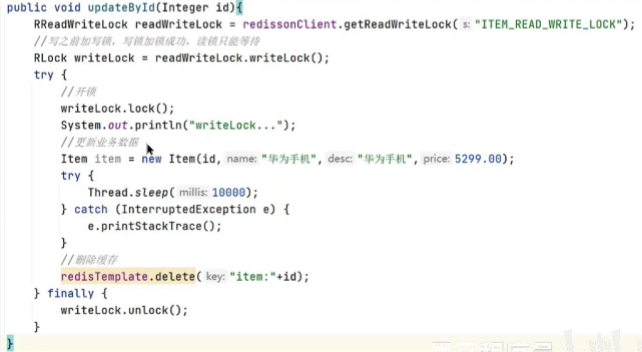 public void updateById(Integer id){
RReadWriteLock readWriteLock = redissonClient.getReadWriteLock( s: "ITEM_READ_WRITE_LOCK");
//写之前加写锁，写锁加锁成功，读锁只能等待
RLock writeLock = readWriteLock.writeLock();
try {
//开锁
writeLock.lock();
System.out.println("writeLock...");
//更新业务数据
Item item = new Item(id, name: "华为手机", desc: "华为手机", price: 5299.00);
try {
Thread.sleep( millis: 10000);
} catch (InterruptedException e) {
e.printStackTrace();
}
//删除缓存
redisTemplate.delete( key: "item:"+id);
} finally {
writeLock.unlock();
}
}